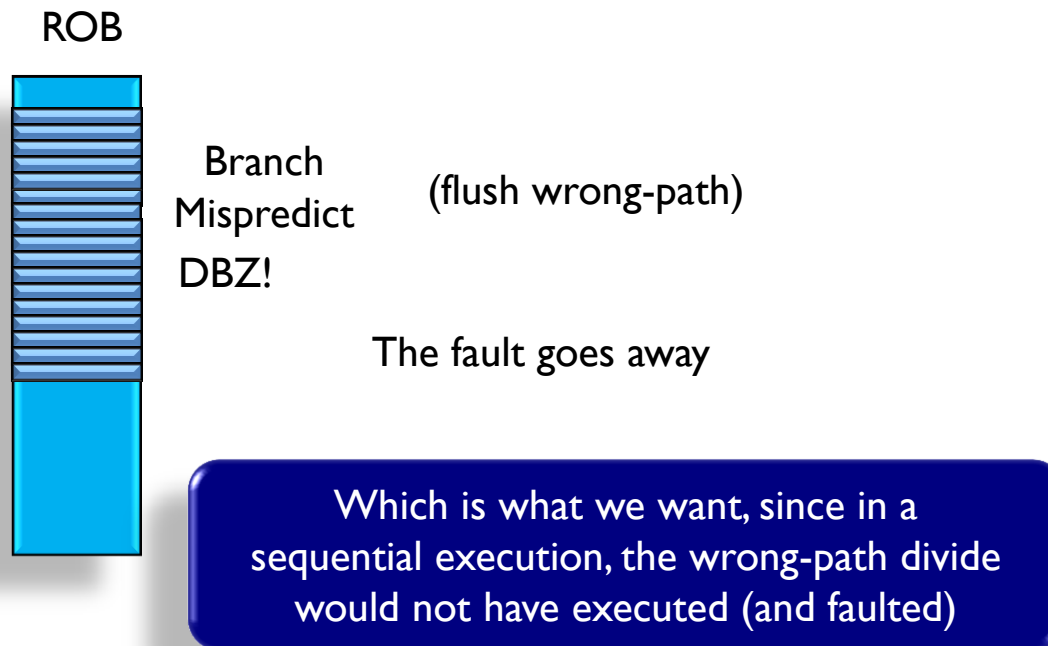 ROB
Branch
Mispredict
(flush wrong-path)
DBZ!
The fault goes away
Which is what we want, since in a
sequential execution, the wrong-path divide
would not have executed (and faulted)